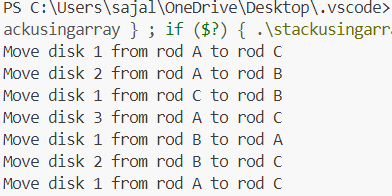 PS C:\Users\sajal\OneDrive\Desktop\.vscode>
ackusingarray } ; if ($?) { .\stackusingarr
Move disk 1 from rod A to rod C
Move disk 2 from rod A to rod B
Move disk 1 from rod C to rod B
Move disk 3 from rod A to rod C
Move disk 1 from rod B to rod A
Move disk 2 from rod B to rod C
Move disk 1 from rod A to rod C